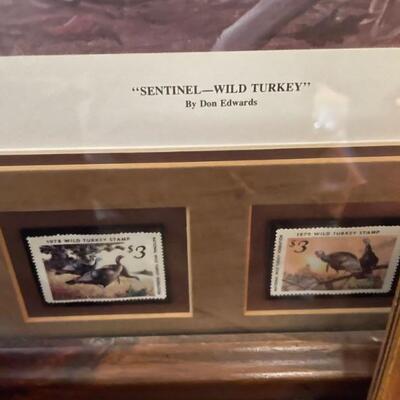 “SENTINEL—WILD TURKEY”
By Don Edwards
1978 WILD TURKEY STAMP
$3
1979 WILD TURKEY STAMP
$3